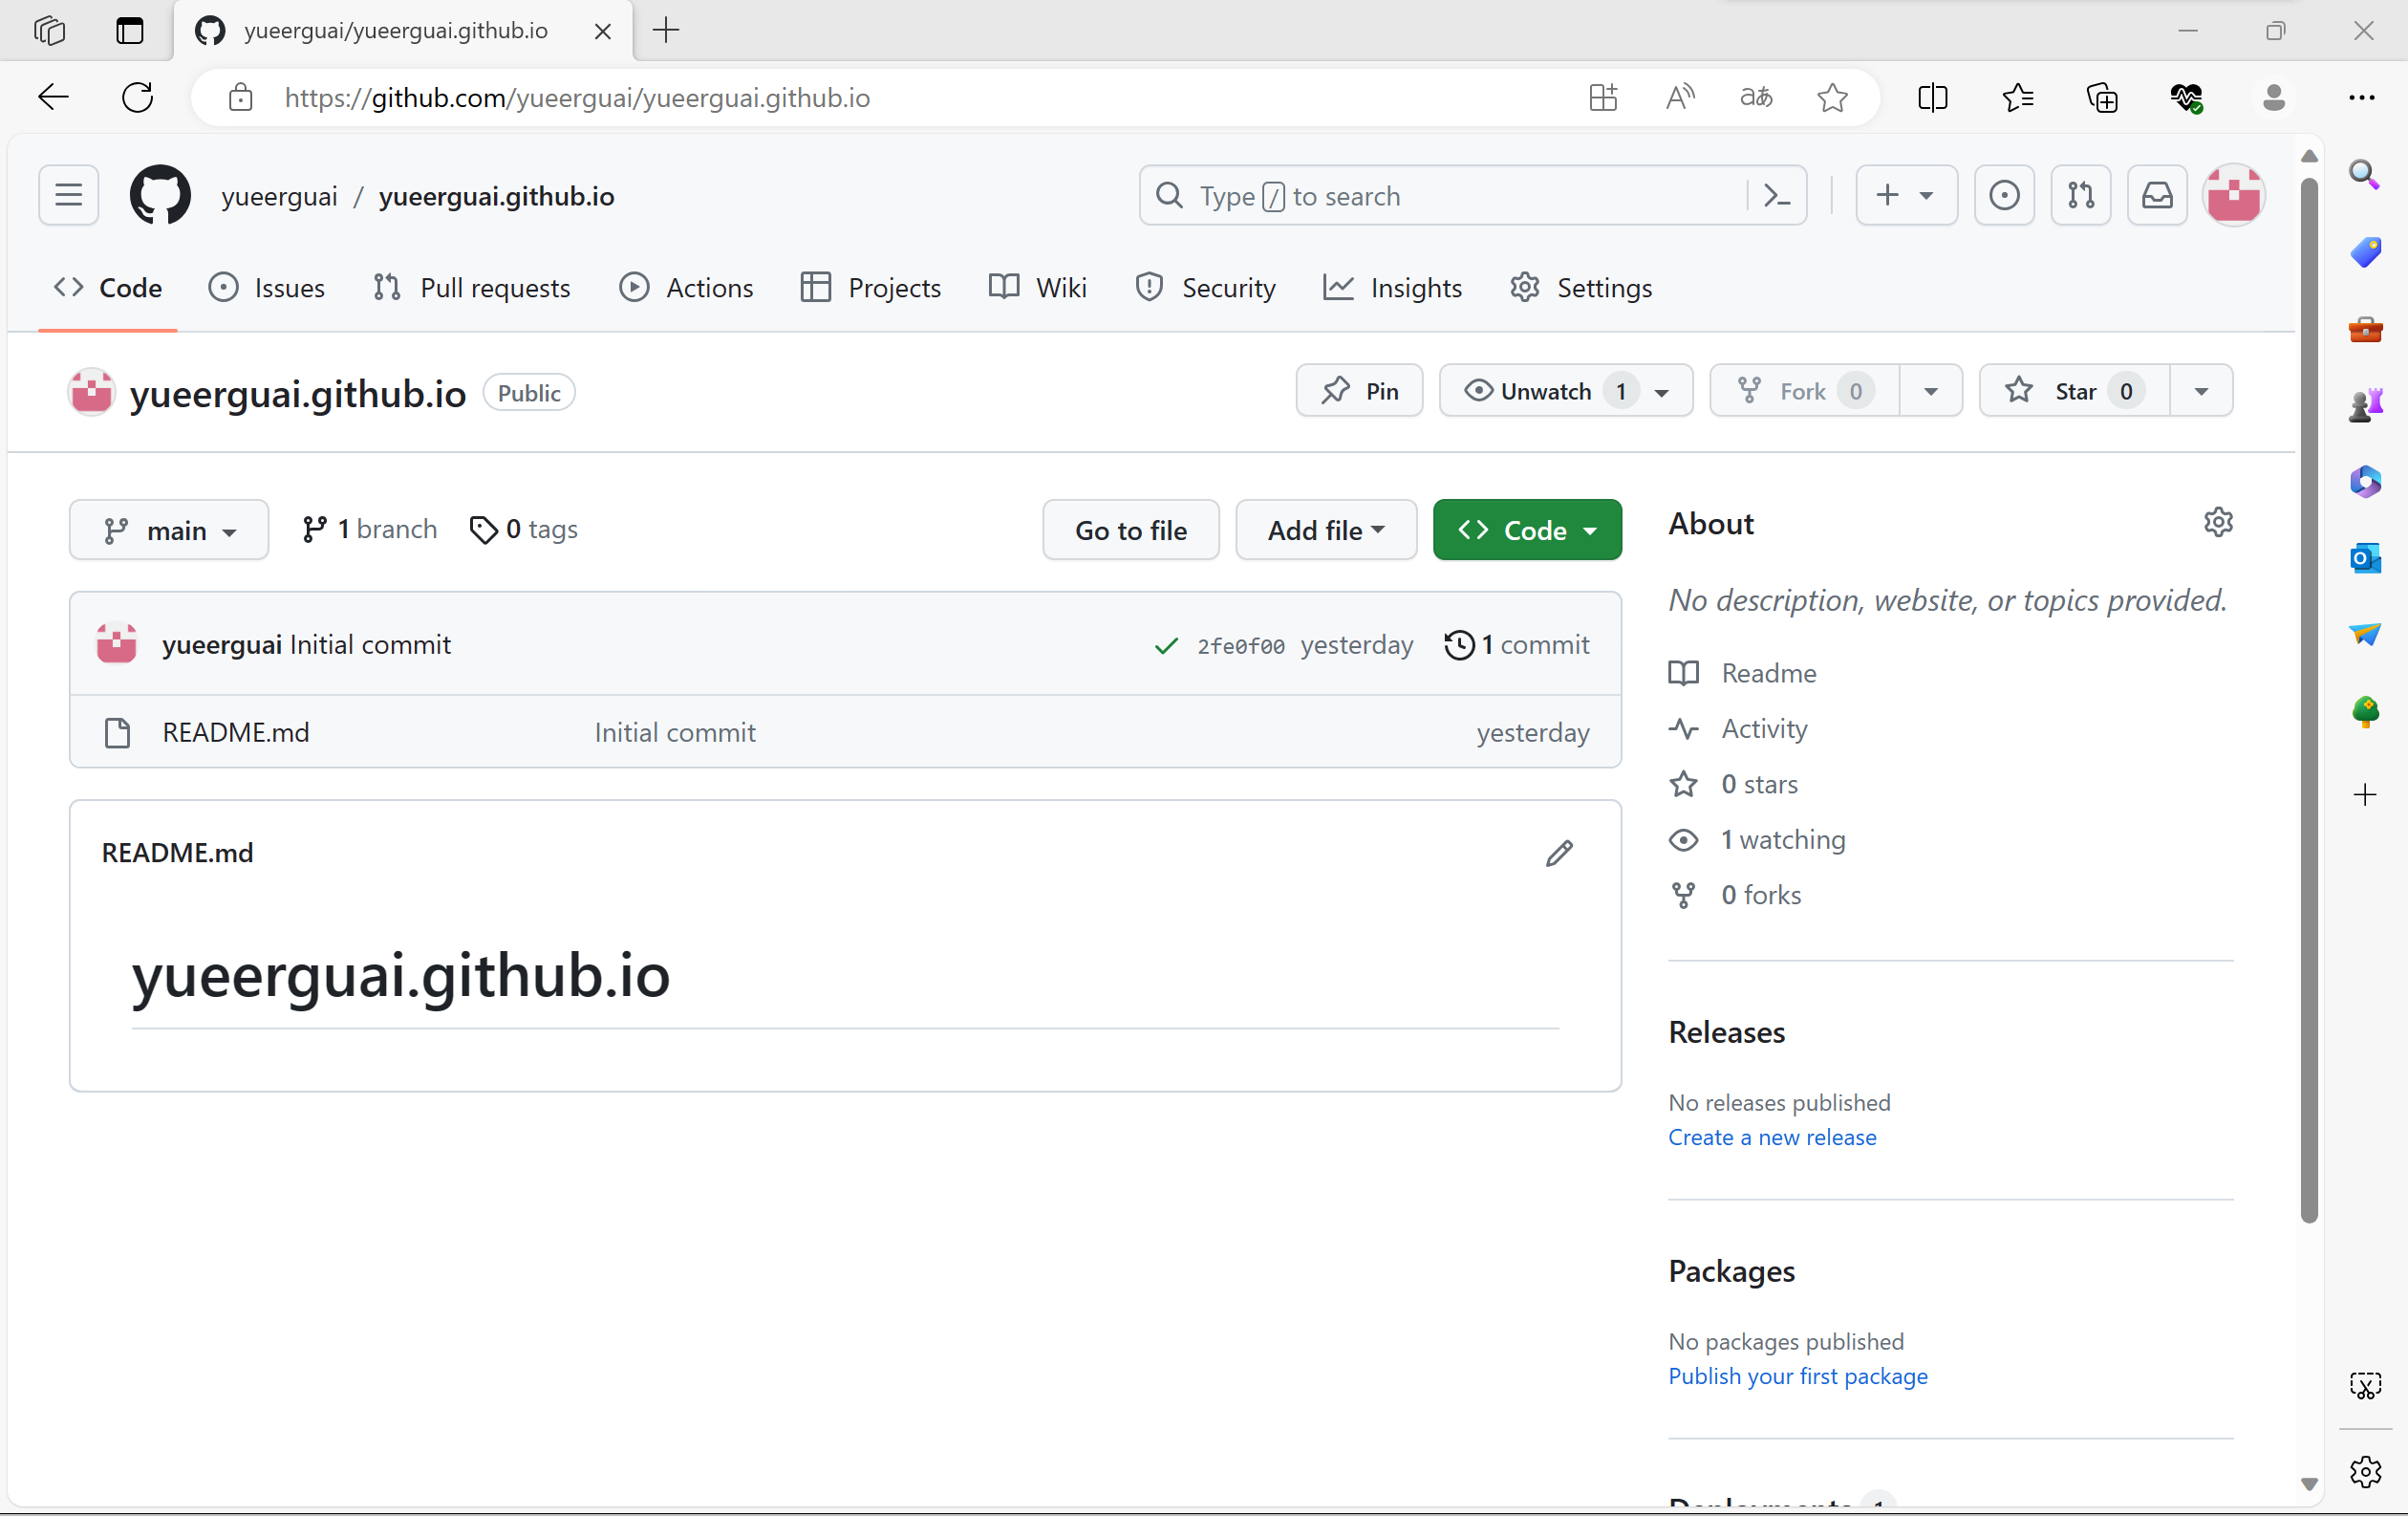 yueerguai/yueerguai.github.io
https://github.com/yueerguai/yueerguai.github.io
yueerguai / yueerguai.github.io
Type / to search
Code Issues Pull requests Actions Projects Wiki Security Insights Settings
yueerguai.github.io Public
Pin Unwatch 1 Fork 0 Star 0
main 1 branch 0 tags Go to file Add file Code
yueerguai Initial commit 2fe0f00 yesterday 1 commit
README.md Initial commit yesterday
README.md
yueerguai.github.io
About
No description, website, or topics provided.
Readme
Activity
0 stars
1 watching
0 forks
Releases
No releases published
Create a new release
Packages
No packages published
Publish your first package
Deployments 1